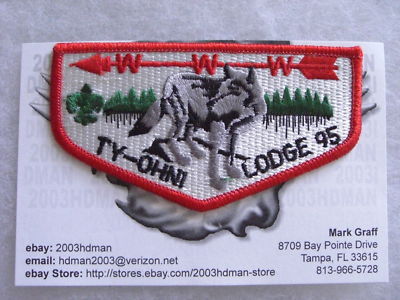 W W W
TY-OHNI LODGE 95
Mark Graff
ebay: 2003hdman 8709 Bay Pointe Drive
email: hdman2003@verizon.net Tampa, FL 33615
ebay Store: http://stores.ebay.com/2003hdman-store 813-966-5728